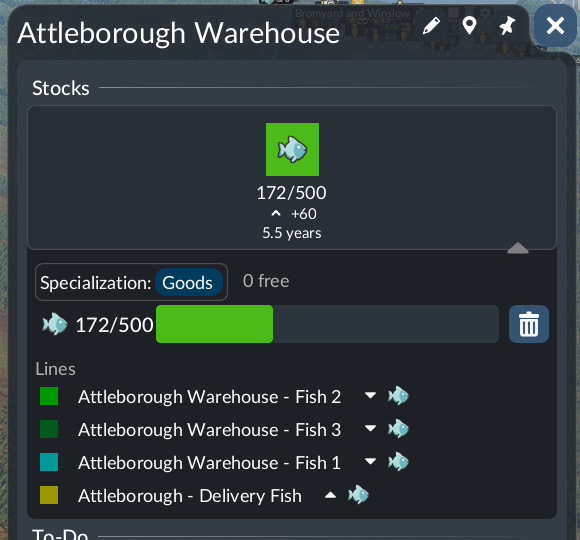 Bromyard and Winslow
Attleborough Warehouse
Stocks
172/500
+60
5.5 years
Specialization: Goods 0 free
172/500
Lines
Attleborough Warehouse - Fish 2
Attleborough Warehouse - Fish 3
Attleborough Warehouse - Fish 1
Attleborough - Delivery Fish
To-Do